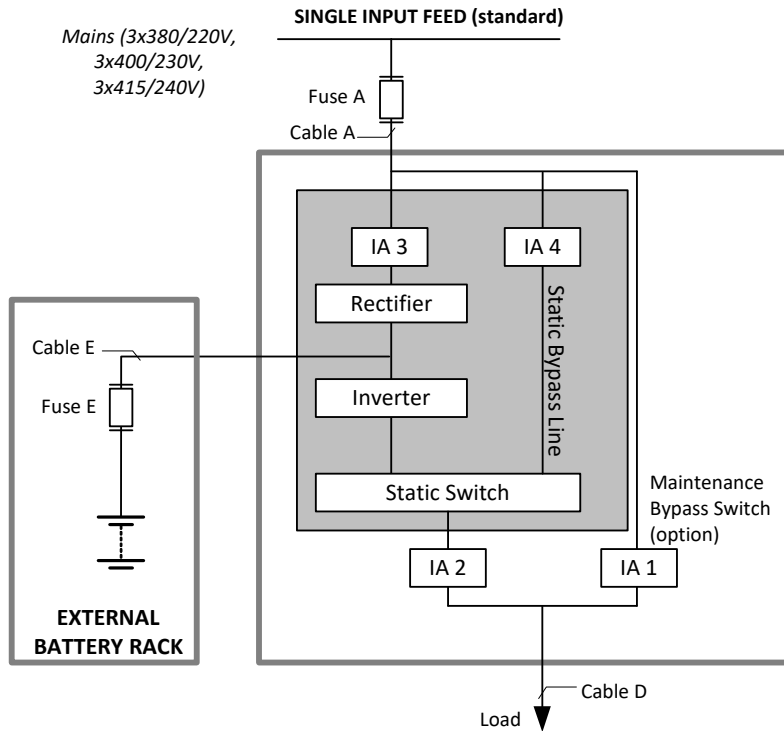 SINGLE INPUT FEED (standard)
Mains (3x380/220V,
3x400/230V,
3x415/240V)
Fuse A
Cable A
IA 3
IA 4
Rectifier
Static Bypass Line
Cable E
Fuse E
Inverter
Static Switch
Maintenance
Bypass Switch
(option)
IA 2
IA 1
EXTERNAL
BATTERY RACK
Cable D
Load